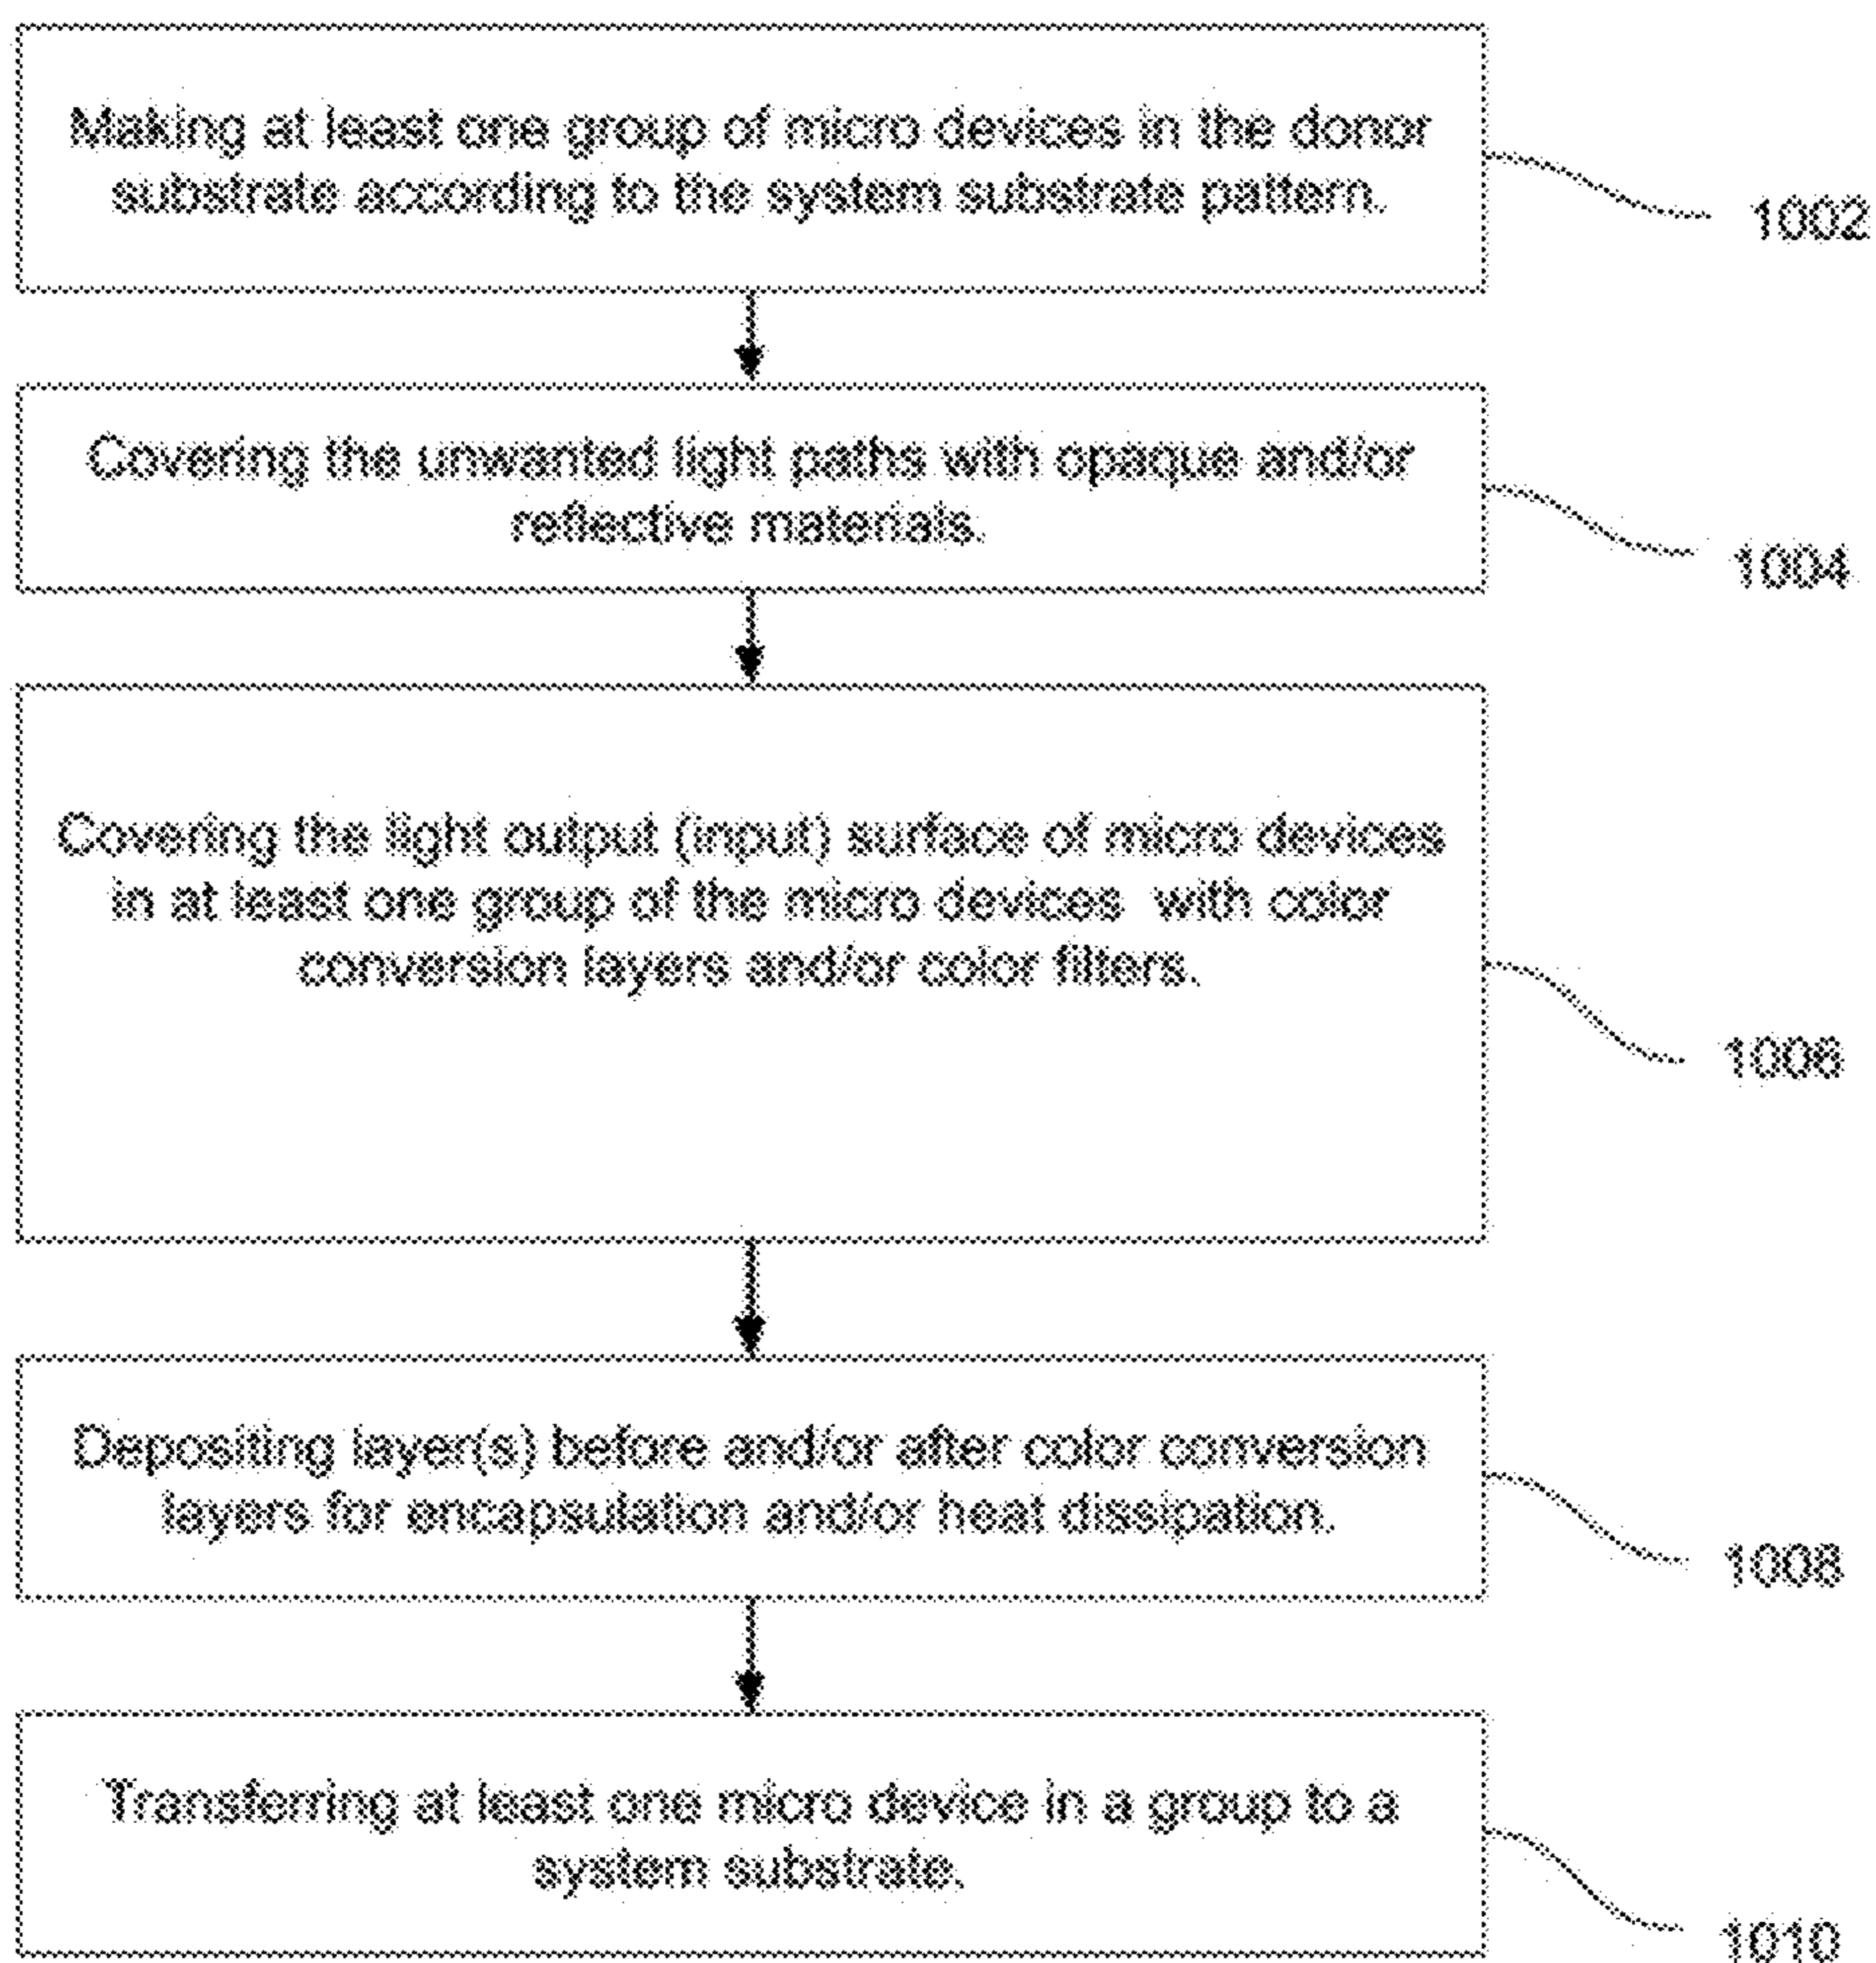 Making at least one group of micro devices in the donor
substrate according to the system substrate pattern.
1002
Covering the unwanted light paths with opaque and/or
reflective materials.
1004
Covering the light output (input) surface of micro devices
in at least one group of the micro devices with color
conversion layers and/or color filters.
1006
Depositing layer(s) before and/or after color conversion
layers for encapsulation and/or heat dissipation.
1008
Transferring at least one micro device in a group to a
system substrate.
1010